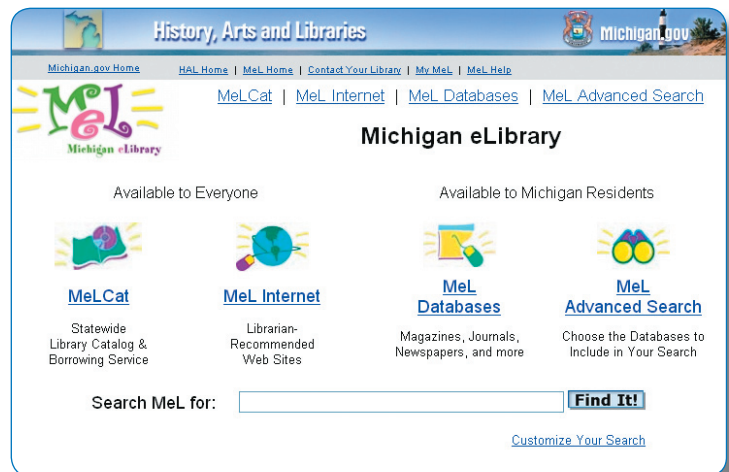 History, Arts and Libraries
Michigan.gov
Michigan.gov Home
HAL Home | MeL Home | Contact Your Library | My MeL | MeL Help
MeL
Michigan eLibrary
MeLCat | MeL Internet | MeL Databases | MeL Advanced Search
Michigan eLibrary
Available to Everyone
Available to Michigan Residents
MeLCat
Statewide
Library Catalog &
Borrowing Service
MeL Internet
Librarian-
Recommended
Web Sites
MeL
Databases
Magazines, Journals,
Newspapers, and more
MeL
Advanced Search
Choose the Databases to
Include in Your Search
Search MeL for:
Find It!
Customize Your Search